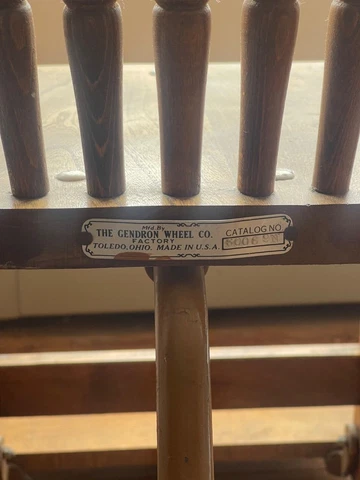 Mfd. By
THE GENDRON WHEEL CO.
FACTORY
TOLEDO, OHIO. MADE IN U.S.A.
CATALOG NO